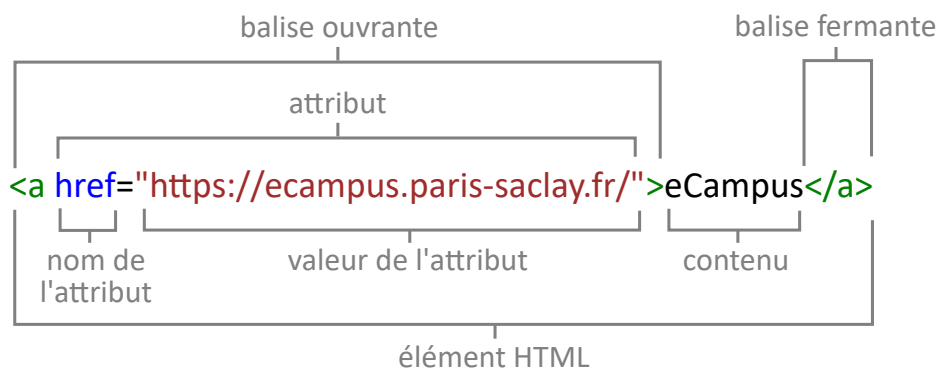 balise ouvrante
balise fermante
attribut
<a href="https://ecampus.paris-saclay.fr/">eCampus</a>
nom de
l'attribut
valeur de l'attribut
contenu
élément HTML